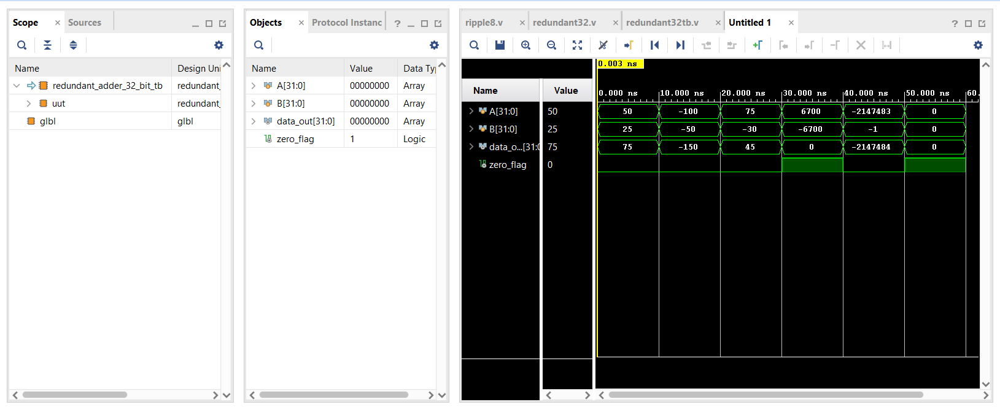 Scope × Sources
Name Design Uni
redundant_adder_32_bit_tb redundant_
uut redundant_
glbl glbl
Objects × Protocol Instanc ?
Name Value Data Ty
A[31:0] 00000000 Array
B[31:0] 00000000 Array
data_out[31:0] 00000000 Array
zero_flag 1 Logic
ripple8.v × redundant32.v × redundant32tb.v × Untitled 1 × ?
0.003 ns
Name Value
0.000 ns 10.000 ns 20.000 ns 30.000 ns 40.000 ns 50.000 ns 60.
A[31:0] 50 50 -100 75 6700 -2147483 0
B[31:0] 25 25 -50 -30 -6700 -1 0
data_o...[31:0 75 75 -150 45 0 -2147484 0
zero_flag 0